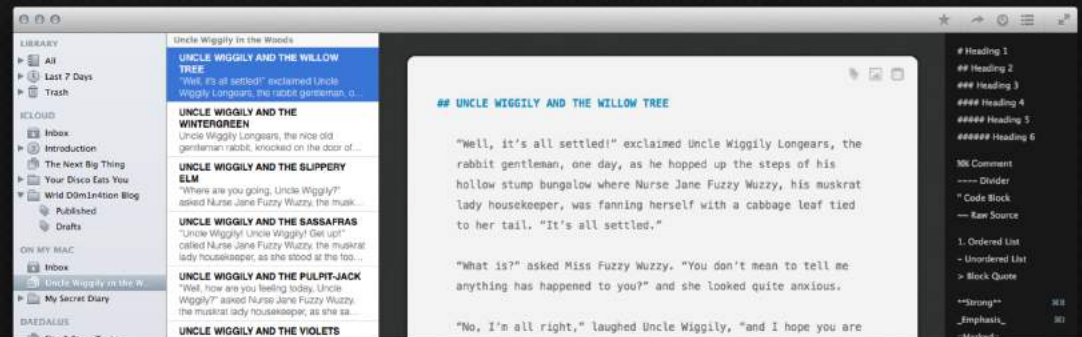 LIBRARY
All
Last 7 Days
Trash
ICLOUD
Inbox
Introduction
The Next Big Thing
Your Disco Eats You
Wrld D0m1n4tion Blog
Published
Drafts
ON MY MAC
Inbox
Uncle Wiggily in the W...
My Secret Diary
DAEDALUS
Uncle Wiggily in the Woods
UNCLE WIGGILY AND THE WILLOW
TREE
"Well, it's all settled!" exclaimed Uncle
Wiggily Longears, the rabbit gentleman, o...
UNCLE WIGGILY AND THE
WINTERGREEN
Uncle Wiggily Longears, the nice old
gentleman rabbit, knocked on the door of...
UNCLE WIGGILY AND THE SLIPPERY
ELM
"Where are you going, Uncle Wiggily?"
asked Nurse Jane Fuzzy Wuzzy, the musk...
UNCLE WIGGILY AND THE SASSAFRAS
"Uncle Wiggily! Uncle Wiggily! Get up!"
called Nurse Jane Fuzzy Wuzzy, the muskrat
lady housekeeper, as she stood at the foo...
UNCLE WIGGILY AND THE PULPIT-JACK
"Well, how are you feeling today, Uncle
Wiggily?" asked Nurse Jane Fuzzy Wuzzy,
the muskrat lady housekeeper, as she sa...
UNCLE WIGGILY AND THE VIOLETS
## UNCLE WIGGILY AND THE WILLOW TREE
"Well, it's all settled!" exclaimed Uncle Wiggily Longears, the
rabbit gentleman, one day, as he hopped up the steps of his
hollow stump bungalow where Nurse Jane Fuzzy Wuzzy, his muskrat
lady housekeeper, was fanning herself with a cabbage leaf tied
to her tail. "It's all settled."
"What is?" asked Miss Fuzzy Wuzzy. "You don't mean to tell me
anything has happened to you?" and she looked quite anxious.
"No, I'm all right," laughed Uncle Wiggily, "and I hope you are
# Heading 1
## Heading 2
### Heading 3
#### Heading 4
##### Heading 5
###### Heading 6
%% Comment
---- Divider
'' Code Block
Raw Source
1. Ordered List
- Unordered List
> Block Quote
**Strong** ⌘B
_Emphasis_ ⌘I